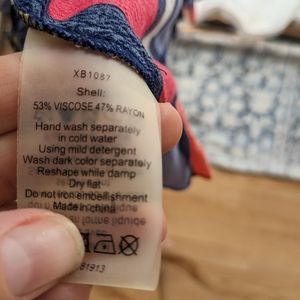 XB1087
Shell:
53% VISCOSE 47% RAYON
Hand wash separately
in cold water
Using mild detergent
Wash dark color separately
Reshape while damp
Dry flat
Do not iron embellishment
Made in china
81913